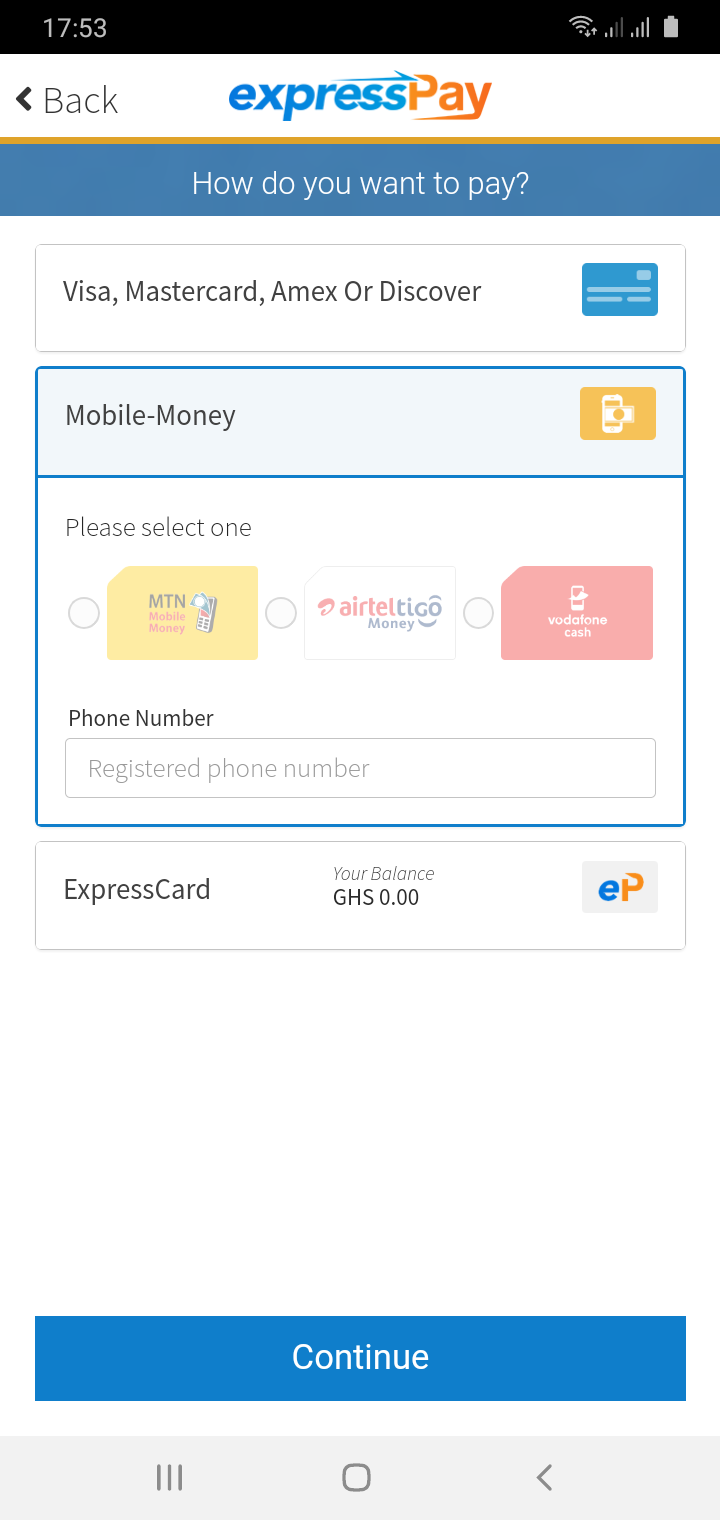 17:53
Back
expressPay
How do you want to pay?
Visa, Mastercard, Amex Or Discover
Mobile-Money
Please select one
MTN
Mobile
Money
airteltigo
Money
vodafone
cash
Phone Number
Registered phone number
ExpressCard
Your Balance
GHS 0.00
eP
Continue